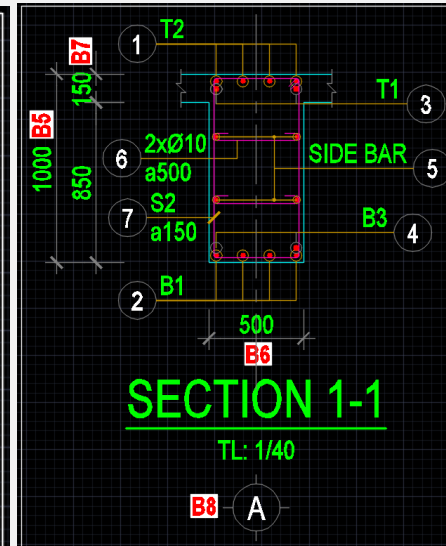 1
T2
B7
150
T1
3
B5
1000
850
6
2xØ10
a500
SIDE BAR
5
7
S2
a150
B3
4
2
B1
500
B6
SECTION 1-1
TL: 1/40
B8
A